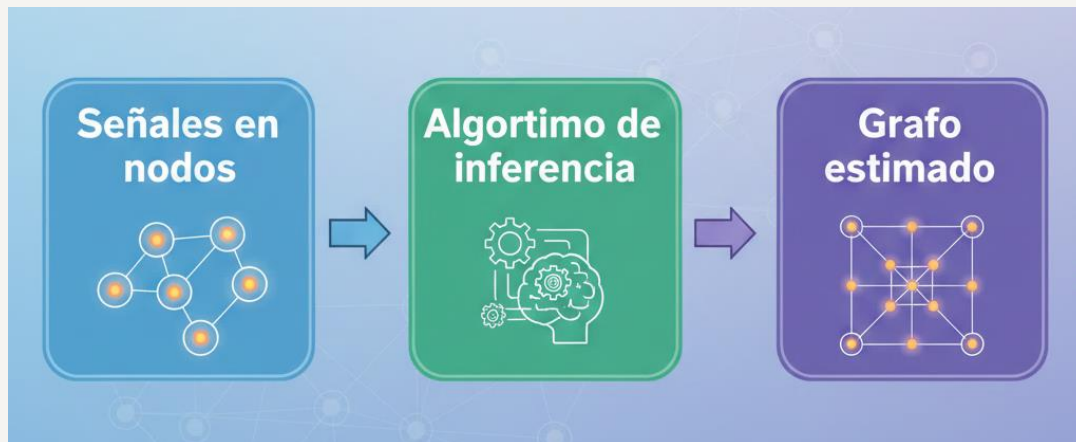 Señales en
nodos
Algortimo de
inferencia
Grafo
estimado